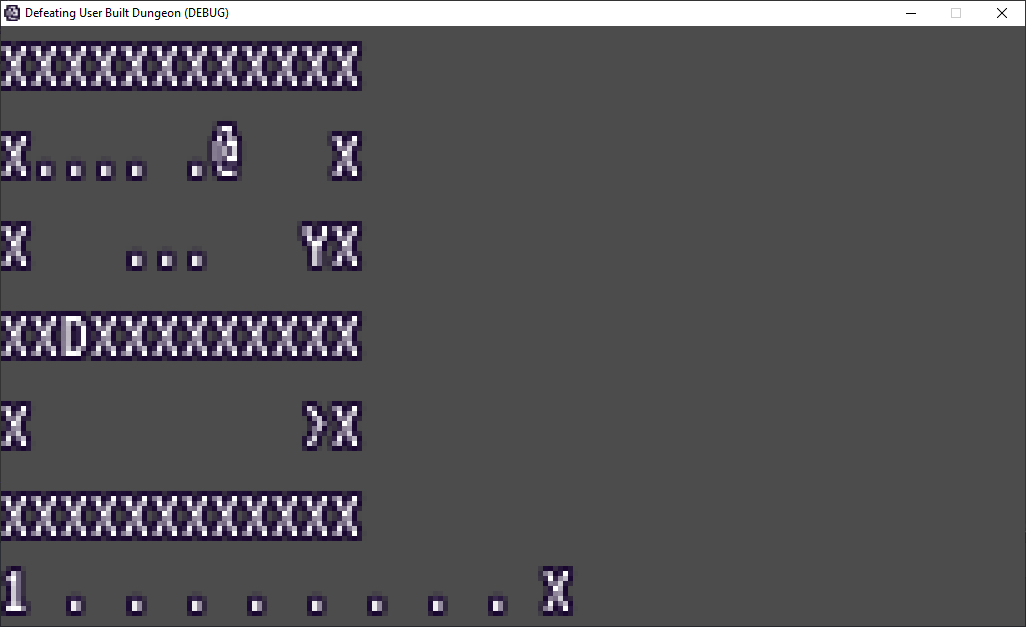 Defeating User Built Dungeon (DEBUG)
XXXXXXXXXXXX
X.... .@   X
X   ...   YX
XXDXXXXXXXXX
X         >X
XXXXXXXXXXXX
1 . . . . . . . . X